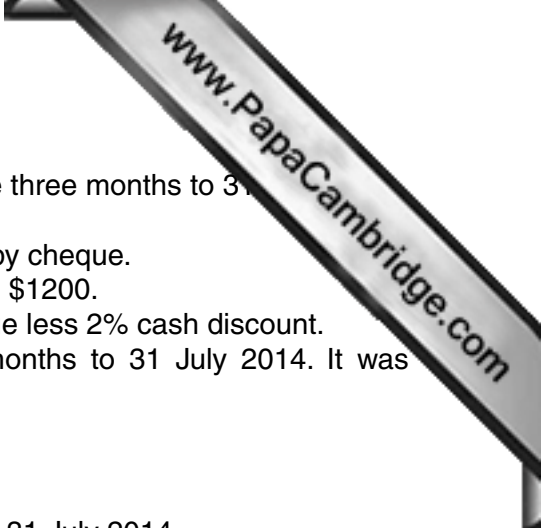 www.PapaCambridge.com
three months to 3
by cheque.
$1200.
e less 2% cash discount.
months to 31 July 2014. It was
31 July 2014